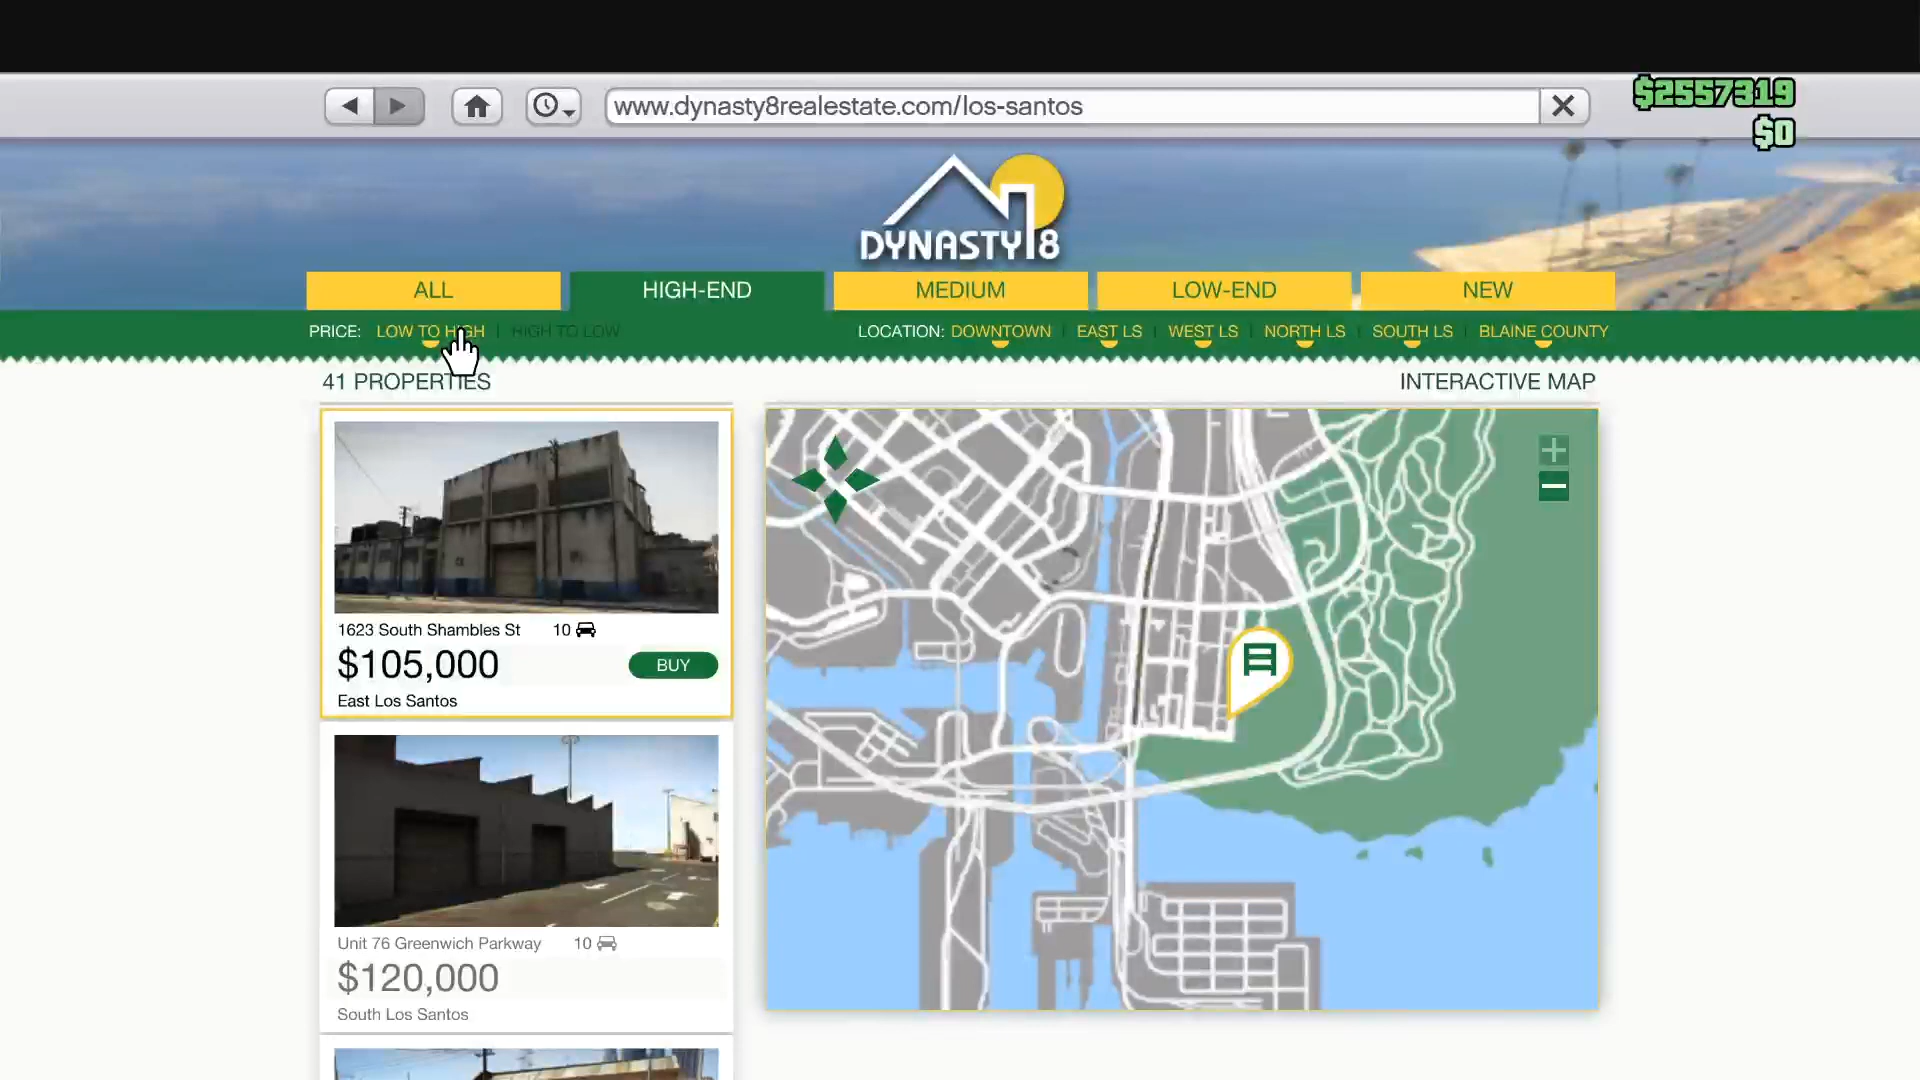 www.dynasty8realestate.com/los-santos
$2557319
$0
DYNASTY 8
ALL
HIGH-END
MEDIUM
LOW-END
NEW
PRICE: LOW TO HIGH | HIGH TO LOW
LOCATION: DOWNTOWN | EAST LS | WEST LS | NORTH LS | SOUTH LS | BLAINE COUNTY
41 PROPERTIES
INTERACTIVE MAP
1623 South Shambles St 10
$105,000
BUY
East Los Santos
Unit 76 Greenwich Parkway 10
$120,000
South Los Santos